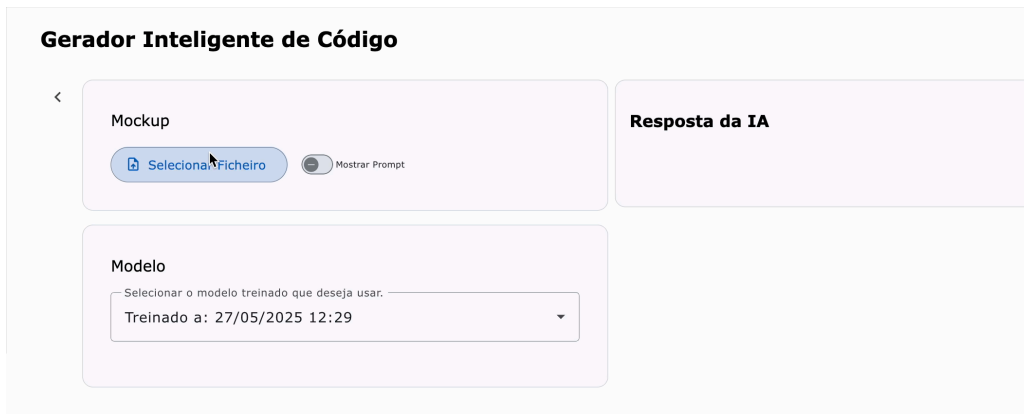 Gerador Inteligente de Código
Mockup
Selecionar Ficheiro
Mostrar Prompt
Resposta da IA
Modelo
Selecionar o modelo treinado que deseja usar.
Treinado a: 27/05/2025 12:29